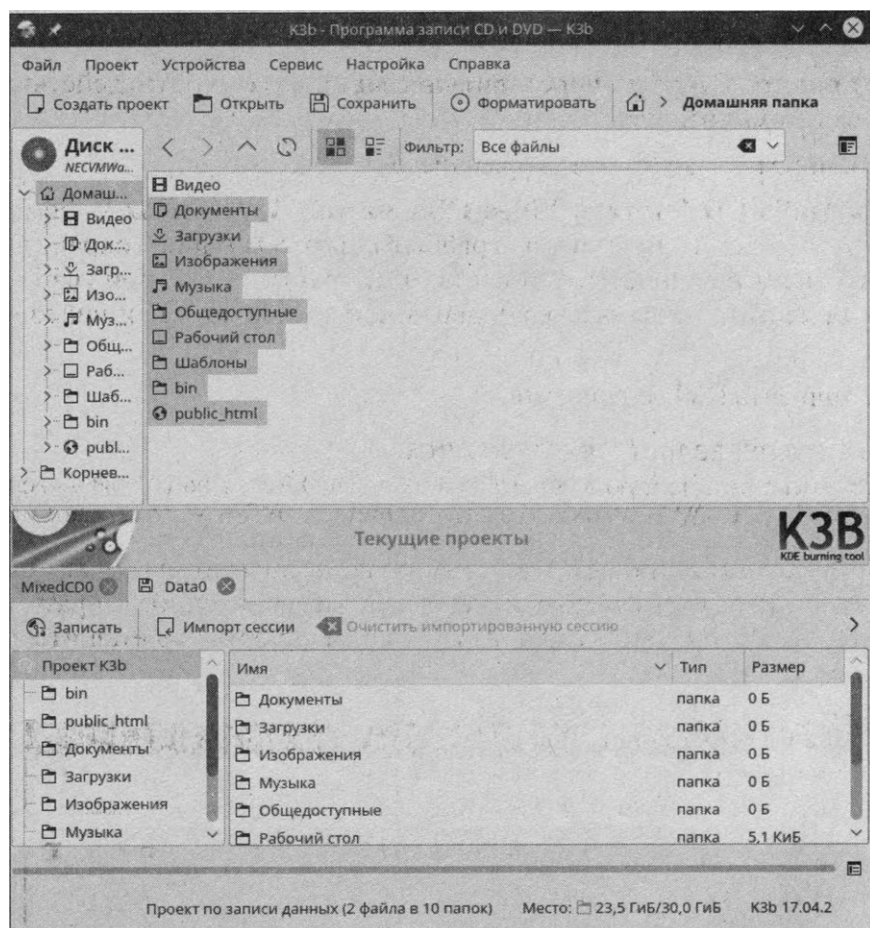 K3b - Программа записи CD и DVD — K3b
Файл Проект Устройства Сервис Настройка Справка
Создать проект Открыть Сохранить Форматировать > Домашняя папка
Диск ...
NECVMWa...
Фильтр: Все файлы
Домаш...
Видео
Док...
Загр...
Изо...
Муз...
Общ...
Раб...
Шаб...
bin
publ...
Корнев...
Видео
Документы
Загрузки
Изображения
Музыка
Общедоступные
Рабочий стол
Шаблоны
bin
public_html
Текущие проекты
K3B
KDE burning tool
MixedCD0 Data0
Записать Импорт сессии Очистить импортированную сессию
Проект K3b
bin
public_html
Документы
Загрузки
Изображения
Музыка
Имя Тип Размер
Документы папка 0 Б
Загрузки папка 0 Б
Изображения папка 0 Б
Музыка папка 0 Б
Общедоступные папка 0 Б
Рабочий стол папка 5,1 КиБ
Проект по записи данных (2 файла в 10 папок) Место: 23,5 ГиБ/30,0 ГиБ K3b 17.04.2